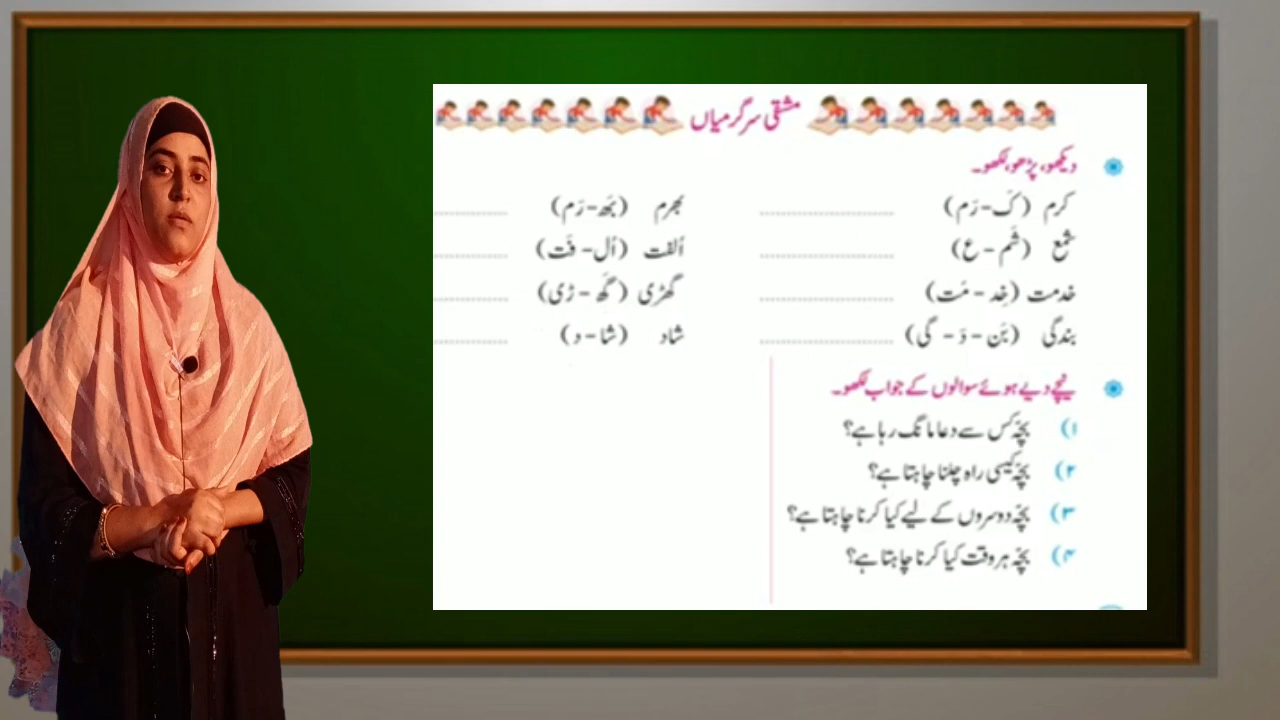 مشقی سرگرمیاں
دیکھو، پڑھو، لکھو۔
کرم (کَ - رَم) ............ بھرم (بَھ - رَم) ............
شمع (شَم - ع) ............ اُلفت (اُل - فَت) ............
خدمت (خِد - مَت) ............ گھڑی (گَھ - ڑی) ............
بندگی (بَن - دَ - گی) ............ شاد (شا - د) ............
نیچے دیے ہوئے سوالوں کے جواب لکھو۔
۱) بچّہ کس سے دعا مانگ رہا ہے؟
۲) بچّہ کیسی راہ چلنا چاہتا ہے؟
۳) بچّہ دوسروں کے لیے کیا کرنا چاہتا ہے؟
۴) بچّہ ہر وقت کیا کرنا چاہتا ہے؟